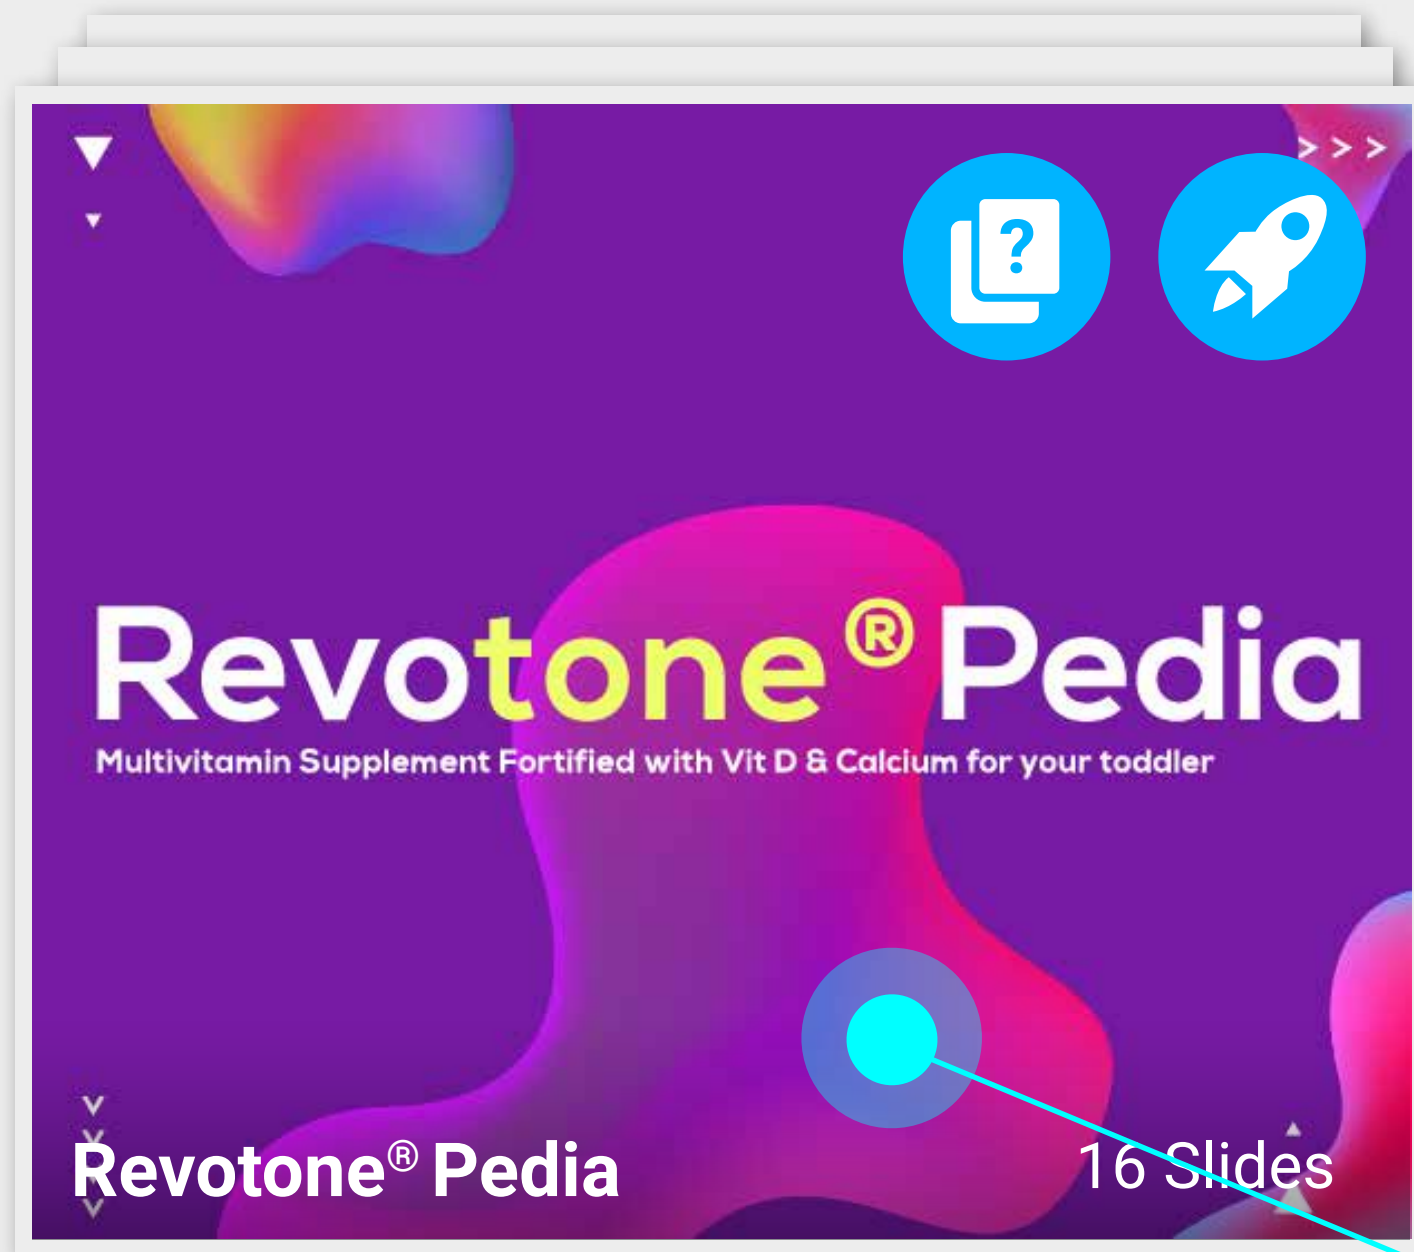 ?
> > >
Revotone® Pedia
Multivitamin Supplement Fortified with Vit D & Calcium for your toddler
Revotone® Pedia
16 Slides